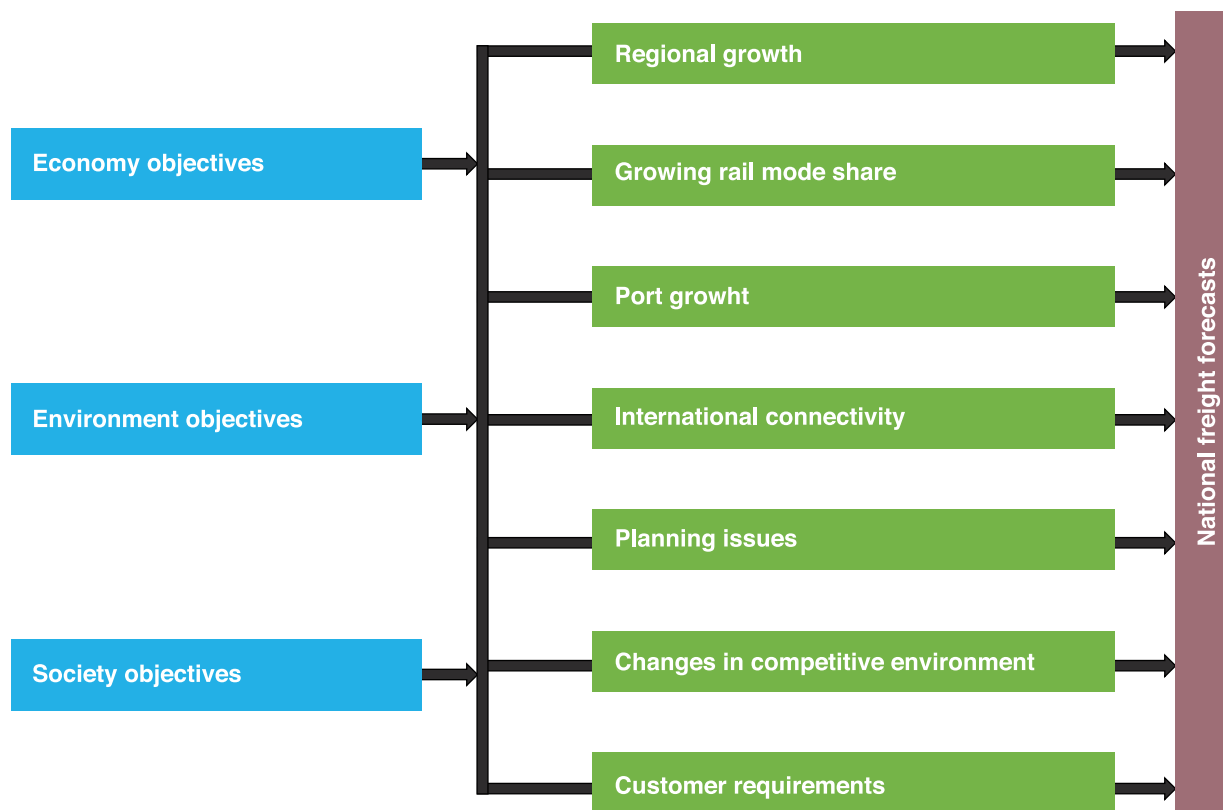 Economy objectives
Environment objectives
Society objectives
Regional growth
Growing rail mode share
Port growht
International connectivity
Planning issues
Changes in competitive environment
Customer requirements
National freight forecasts